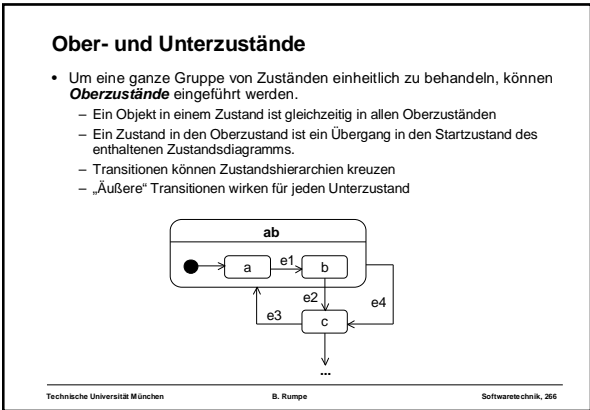 Ober- und Unterzustände
• Um eine ganze Gruppe von Zuständen einheitlich zu behandeln, können
Oberzustände eingeführt werden.
– Ein Objekt in einem Zustand ist gleichzeitig in allen Oberzuständen
– Ein Zustand in den Oberzustand ist ein Übergang in den Startzustand des
enthaltenen Zustandsdiagramms.
– Transitionen können Zustandshierarchien kreuzen
– „Äußere“ Transitionen wirken für jeden Unterzustand
ab
a
e1
b
e2
e4
e3
c
...
Technische Universität München B. Rumpe Softwaretechnik, 266